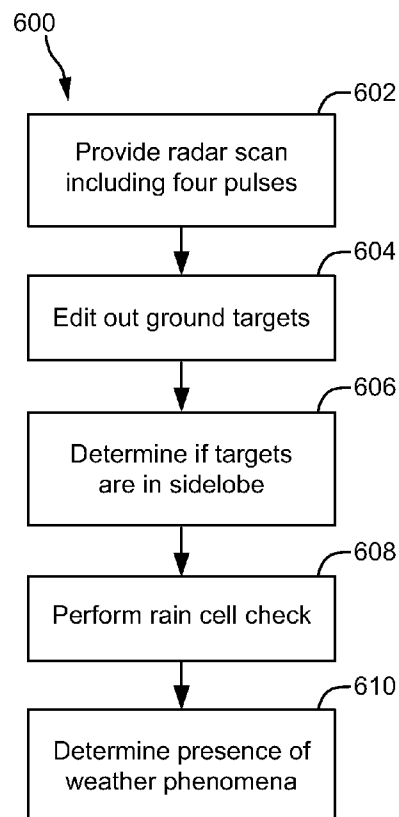 600
602
Provide radar scan
including four pulses
604
Edit out ground targets
606
Determine if targets
are in sidelobe
608
Perform rain cell check
610
Determine presence of
weather phenomena